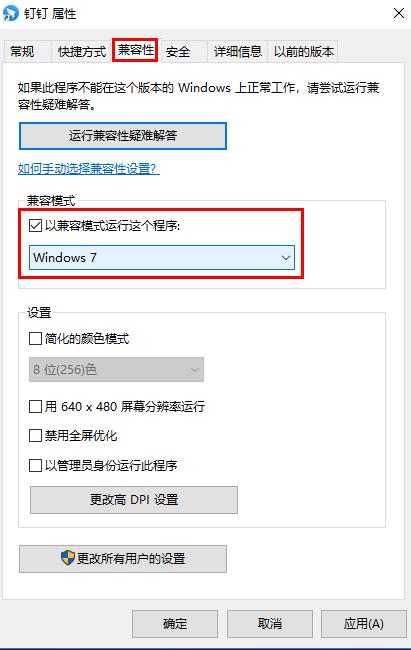 钉钉 属性
常规 快捷方式 兼容性 安全 详细信息 以前的版本
如果此程序不能在这个版本的 Windows 上正常工作，请尝试运行兼
容性疑难解答。
运行兼容性疑难解答
如何手动选择兼容性设置?
兼容模式
以兼容模式运行这个程序:
Windows 7
设置
简化的颜色模式
8 位(256)色
用 640 x 480 屏幕分辨率运行
禁用全屏优化
以管理员身份运行此程序
更改高 DPI 设置
更改所有用户的设置
确定 取消 应用(A)